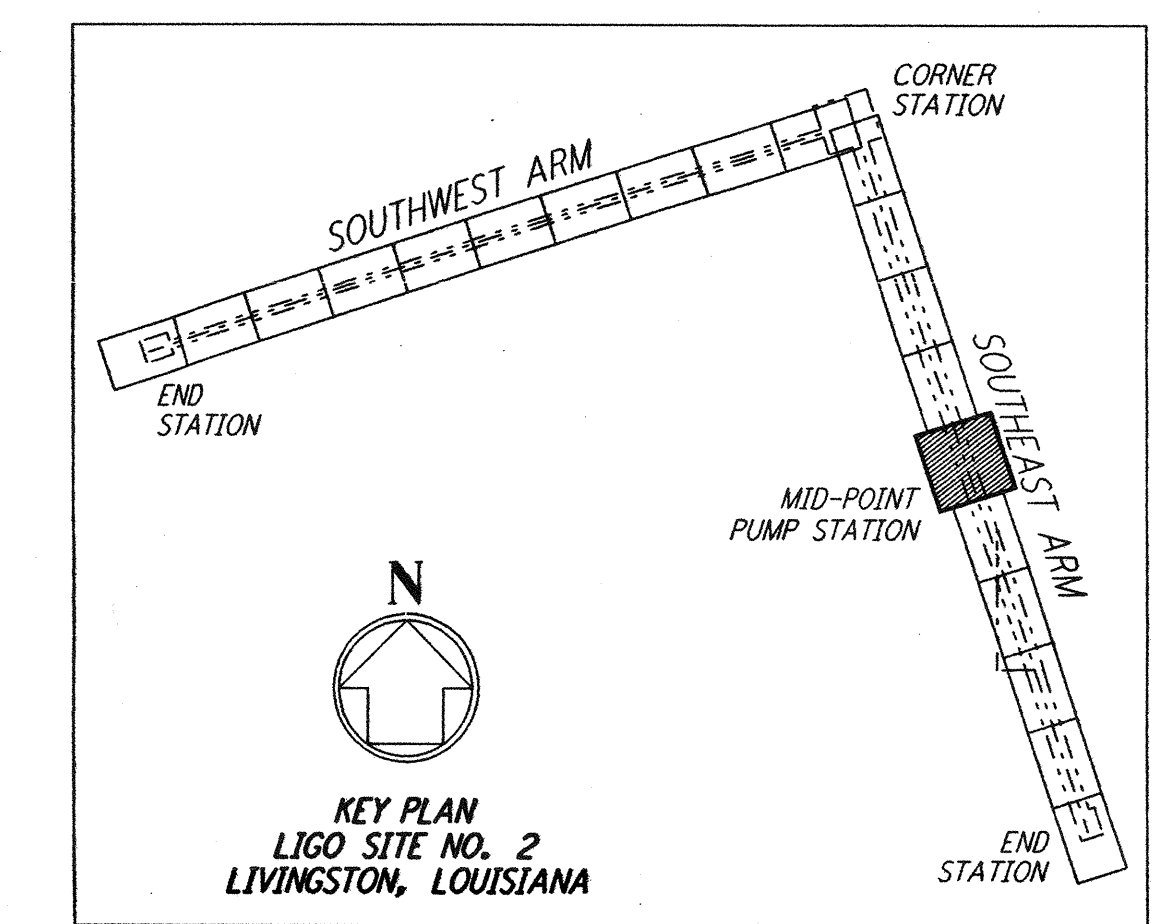 CORNER
STATION
SOUTHWEST ARM
END
STATION
SOUTHEAST ARM
MID-POINT
PUMP STATION
N
KEY PLAN
LIGO SITE NO. 2
LIVINGSTON, LOUISIANA
END
STATION